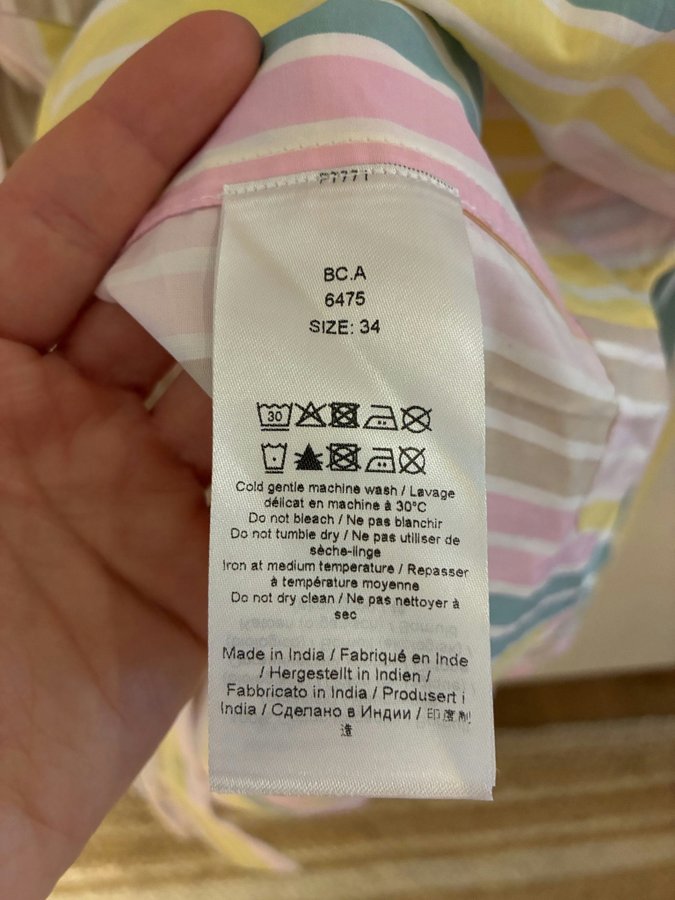 BC.A
6475
SIZE: 34
30
Cold gentle machine wash / Lavage
délicat en machine à 30°C
Do not bleach / Ne pas blanchir
Do not tumble dry / Ne pas utiliser de
sèche-linge
Iron at medium temperature / Repasser
à température moyenne
Do not dry clean / Ne pas nettoyer à
sec
Made in India / Fabriqué en Inde
/ Hergestellt in Indien /
Fabbricato in India / Produsert i
India / Сделано в Индии / 印度制
造